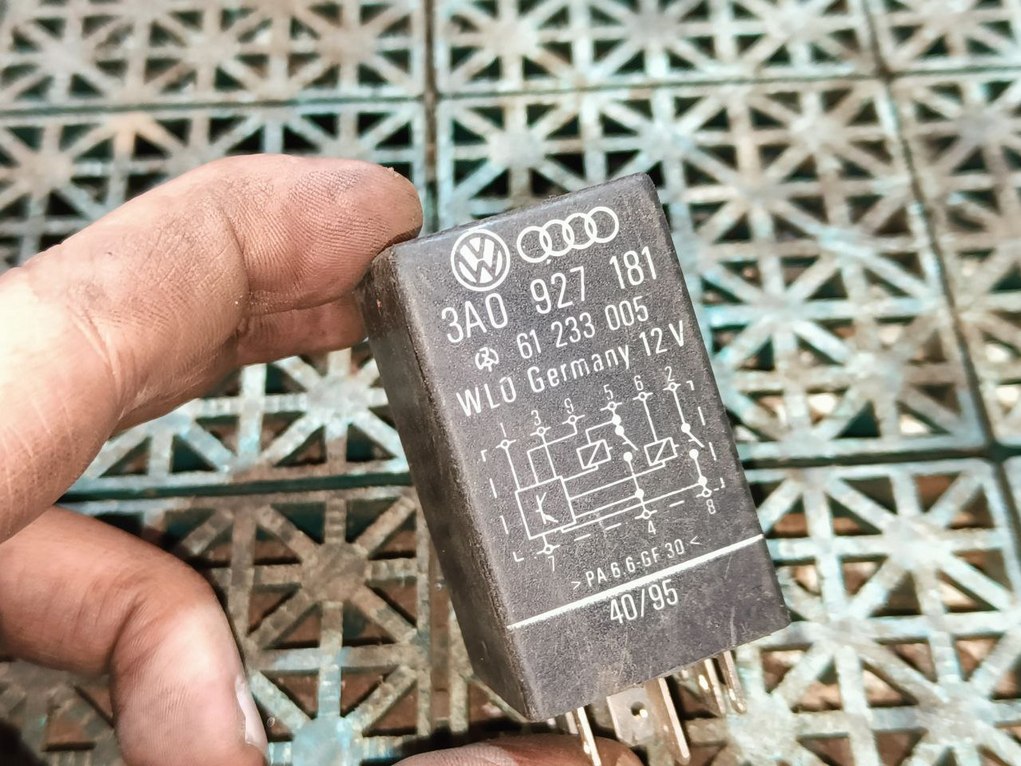 VW
3A0 927 181
61 233 005
WLO Germany 12V
1 3 9 5 6 2
K
7 4 8
>PA 6.6-GF 30<
40/95